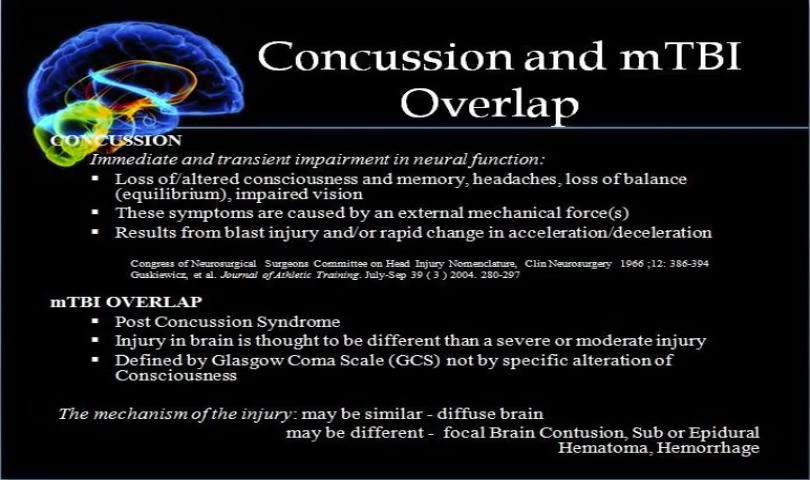 Concussion and mTBI
Overlap
CONCUSSION
Immediate and transient impairment in neural function:
▪ Loss of/altered consciousness and memory, headaches, loss of balance
(equilibrium), impaired vision
▪ These symptoms are caused by an external mechanical force(s)
▪ Results from blast injury and/or rapid change in acceleration/deceleration
Congress of Neurosurgical Surgeons Committee on Head Injury Nomenclature, Clin Neurosurgery 1966 ;12: 386-394
Guskiewicz, et al. Journal of Athletic Training. July-Sep 39 ( 3 ) 2004. 280-297
mTBI OVERLAP
▪ Post Concussion Syndrome
▪ Injury in brain is thought to be different than a severe or moderate injury
▪ Defined by Glasgow Coma Scale (GCS) not by specific alteration of
Consciousness
The mechanism of the injury: may be similar - diffuse brain
may be different - focal Brain Contusion, Sub or Epidural
Hematoma, Hemorrhage